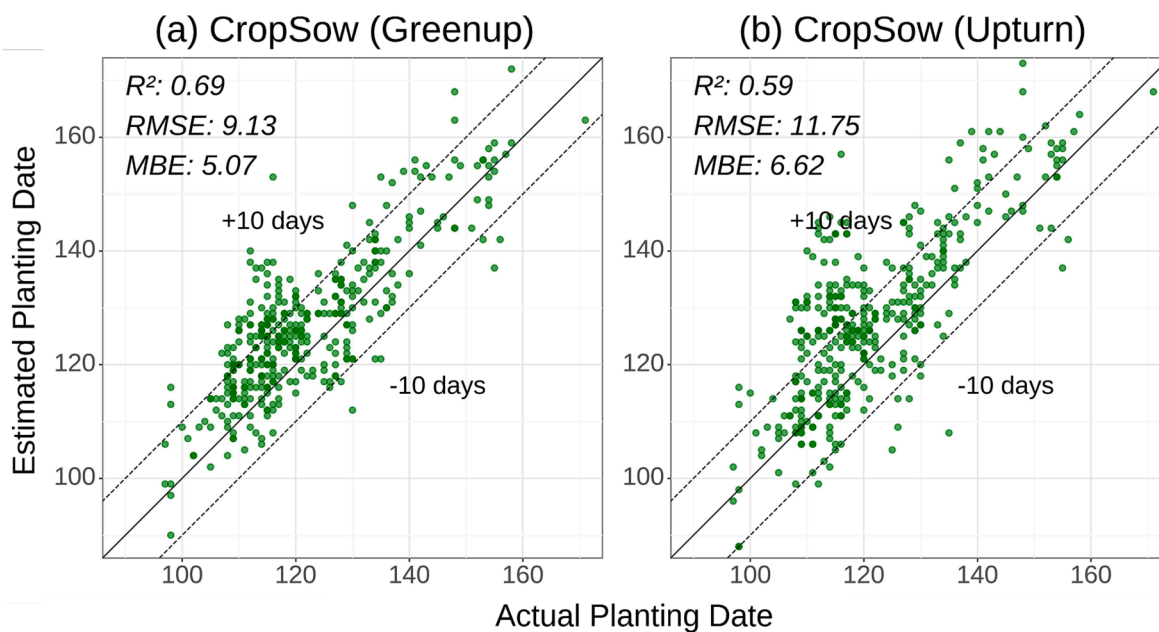 (a) CropSow (Greenup)
R²: 0.69
RMSE: 9.13
MBE: 5.07
+10 days
-10 days
160
140
120
100
100 120 140 160
(b) CropSow (Upturn)
R²: 0.59
RMSE: 11.75
MBE: 6.62
+10 days
-10 days
160
140
120
100
100 120 140 160
Estimated Planting Date
Actual Planting Date